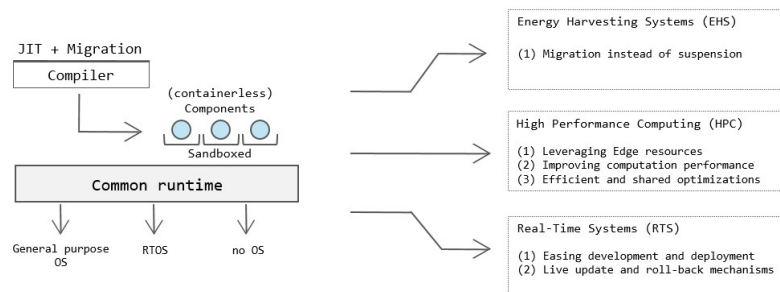 JIT + Migration
Compiler
(containerless)
Components
Sandboxed
Common runtime
General purpose
OS
RTOS
no OS
Energy Harvesting Systems (EHS)
(1) Migration instead of suspension
High Performance Computing (HPC)
(1) Leveraging Edge resources
(2) Improving computation performance
(3) Efficient and shared optimizations
Real-Time Systems (RTS)
(1) Easing development and deployment
(2) Live update and roll-back mechanisms